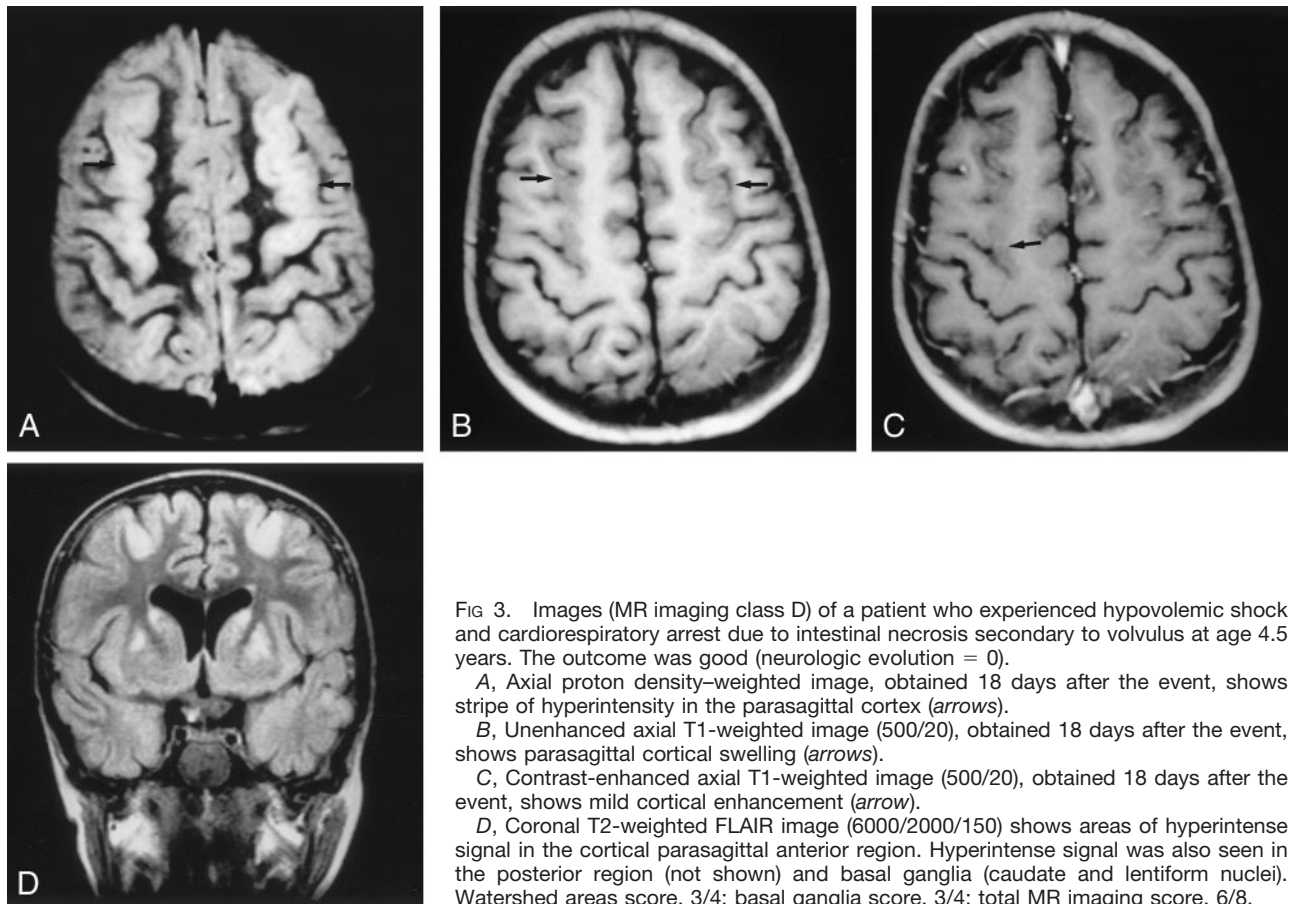 A
B
C
D
FIG 3. Images (MR imaging class D) of a patient who experienced hypovolemic shock
and cardiorespiratory arrest due to intestinal necrosis secondary to volvulus at age 4.5
years. The outcome was good (neurologic evolution = 0).
A, Axial proton density–weighted image, obtained 18 days after the event, shows
stripe of hyperintensity in the parasagittal cortex (arrows).
B, Unenhanced axial T1-weighted image (500/20), obtained 18 days after the event,
shows parasagittal cortical swelling (arrows).
C, Contrast-enhanced axial T1-weighted image (500/20), obtained 18 days after the
event, shows mild cortical enhancement (arrow).
D, Coronal T2-weighted FLAIR image (6000/2000/150) shows areas of hyperintense
signal in the cortical parasagittal anterior region. Hyperintense signal was also seen in
the posterior region (not shown) and basal ganglia (caudate and lentiform nuclei).
Watershed areas score, 3/4; basal ganglia score, 3/4; total MR imaging score, 6/8.